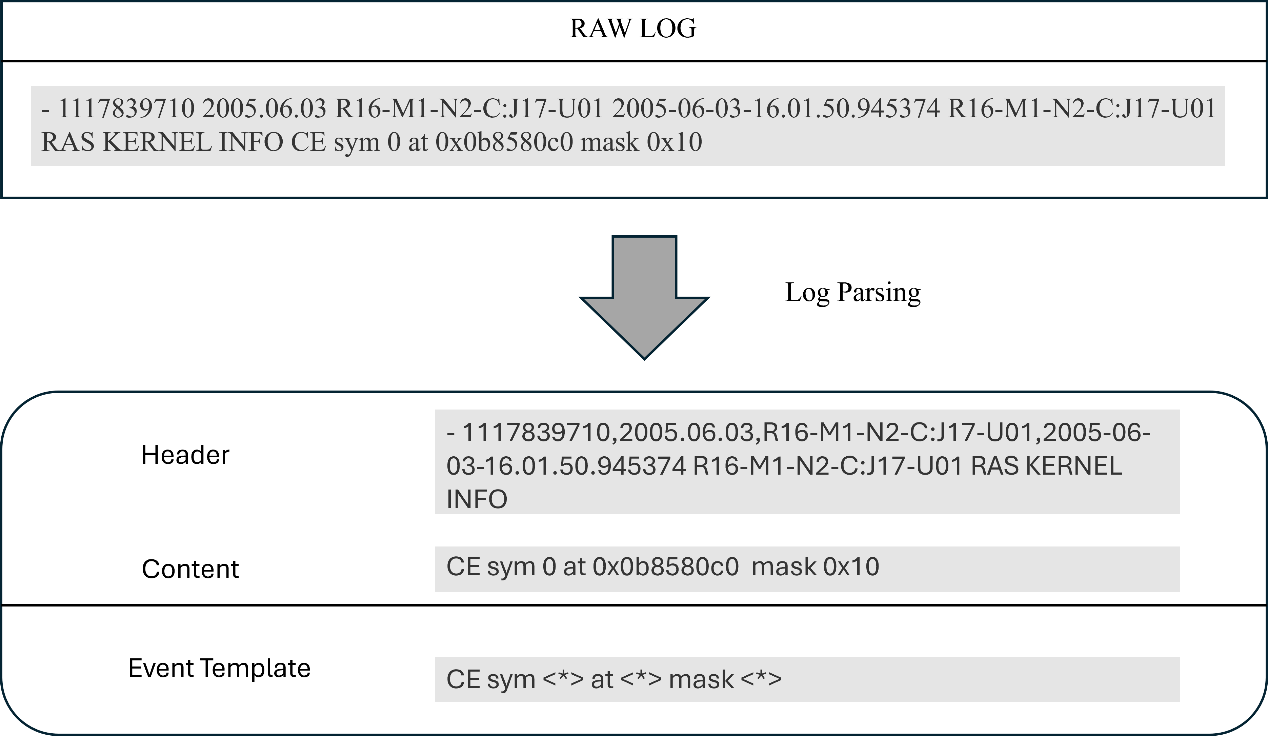 RAW LOG
- 1117839710 2005.06.03 R16-M1-N2-C:J17-U01 2005-06-03-16.01.50.945374 R16-M1-N2-C:J17-U01
RAS KERNEL INFO CE sym 0 at 0x0b8580c0 mask 0x10
Log Parsing
Header
- 1117839710,2005.06.03,R16-M1-N2-C:J17-U01,2005-06-
03-16.01.50.945374 R16-M1-N2-C:J17-U01 RAS KERNEL
INFO
Content
CE sym 0 at 0x0b8580c0  mask 0x10
Event Template
CE sym <*> at <*> mask <*>